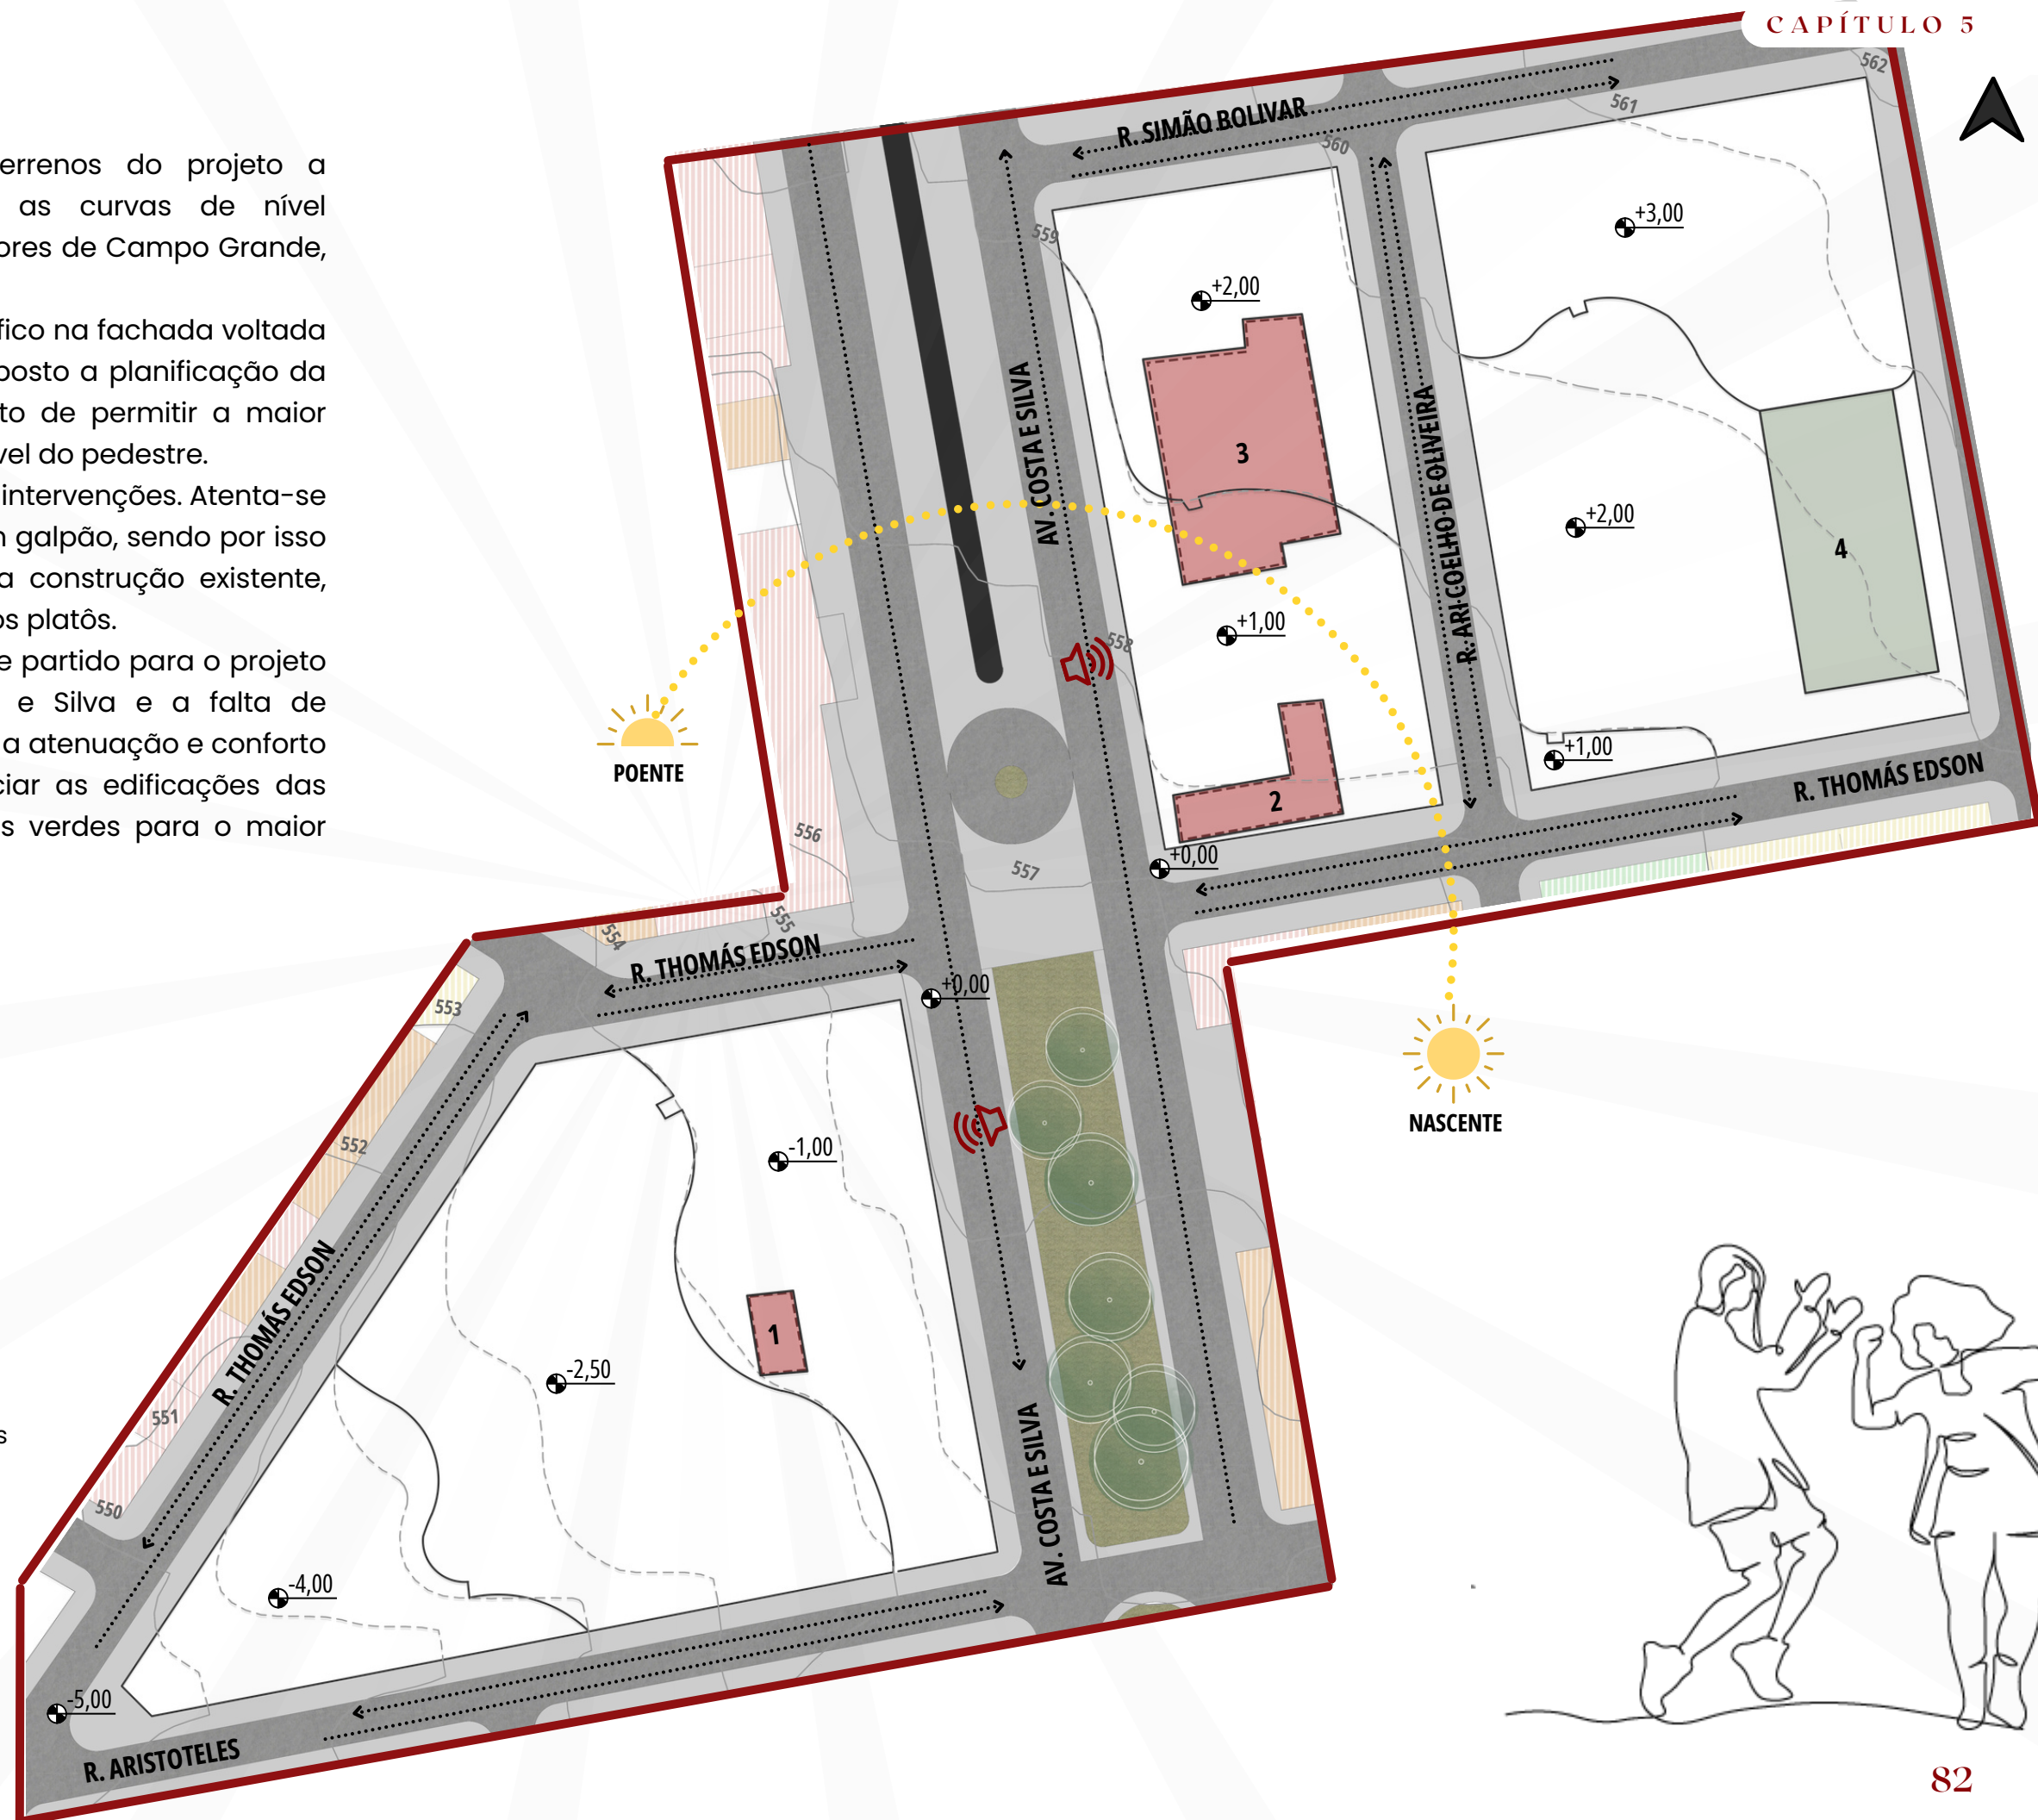 CAPÍTULO 5
errenos do projeto a
as curvas de nível
ores de Campo Grande,
fico na fachada voltada
posto a planificação da
to de permitir a maior
vel do pedestre.
intervenções. Atenta-se
galpão, sendo por isso
a construção existente,
os platôs.
e partido para o projeto
e Silva e a falta de
a atenuação e conforto
ciar as edificações das
s verdes para o maior
s
R. SIMÃO BOLIVAR
562
561
560
559
+3,00
+2,00
AV. COSTA E SILVA
3
R. ARI COELHO DE OLIVEIRA
+2,00
4
+1,00
558
POENTE
+1,00
2
R. THOMÁS EDSON
556
+0,00
557
555
554
R. THOMÁS EDSON
+0,00
553
NASCENTE
552
-1,00
R. THOMÁS EDSON
1
-2,50
551
AV. COSTA E SILVA
550
-4,00
-5,00
R. ARISTOTELES
82